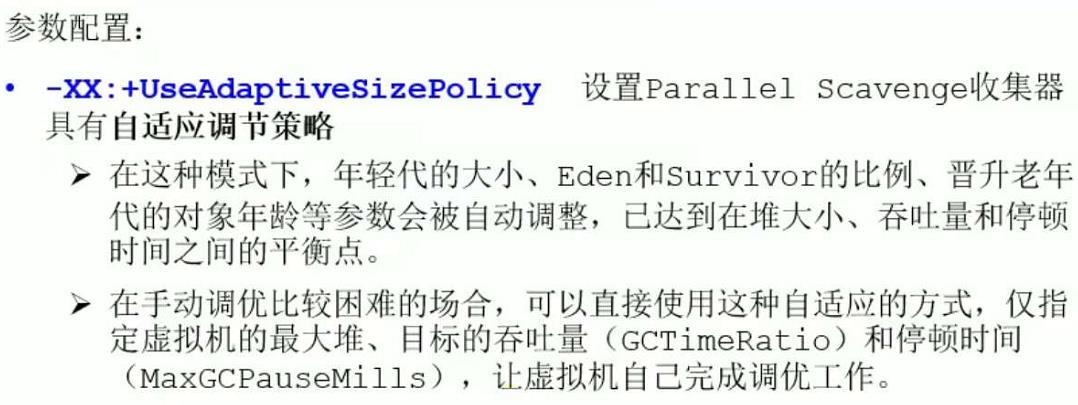 参数配置：
• -XX:+UseAdaptiveSizePolicy 设置Parallel Scavenge收集器
具有自适应调节策略
➢ 在这种模式下，年轻代的大小、Eden和Survivor的比例、晋升老年
代的对象年龄等参数会被自动调整，已达到在堆大小、吞吐量和停顿
时间之间的平衡点。
➢ 在手动调优比较困难的场合，可以直接使用这种自适应的方式，仅指
定虚拟机的最大堆、目标的吞吐量（GCTimeRatio）和停顿时间
（MaxGCPauseMills），让虚拟机自己完成调优工作。